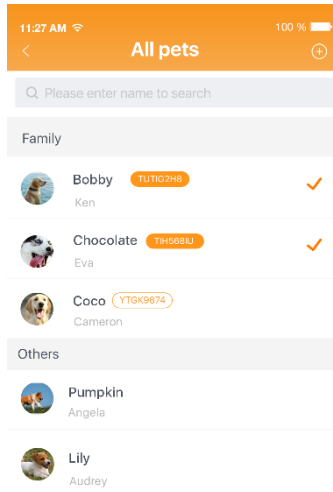 11:27 AM 100 %
All pets
Please enter name to search
Family
Bobby TUTIO2H8
Ken
Chocolate TIH568IU
Eva
Coco YTGK9674
Cameron
Others
Pumpkin
Angela
Lily
Audrey